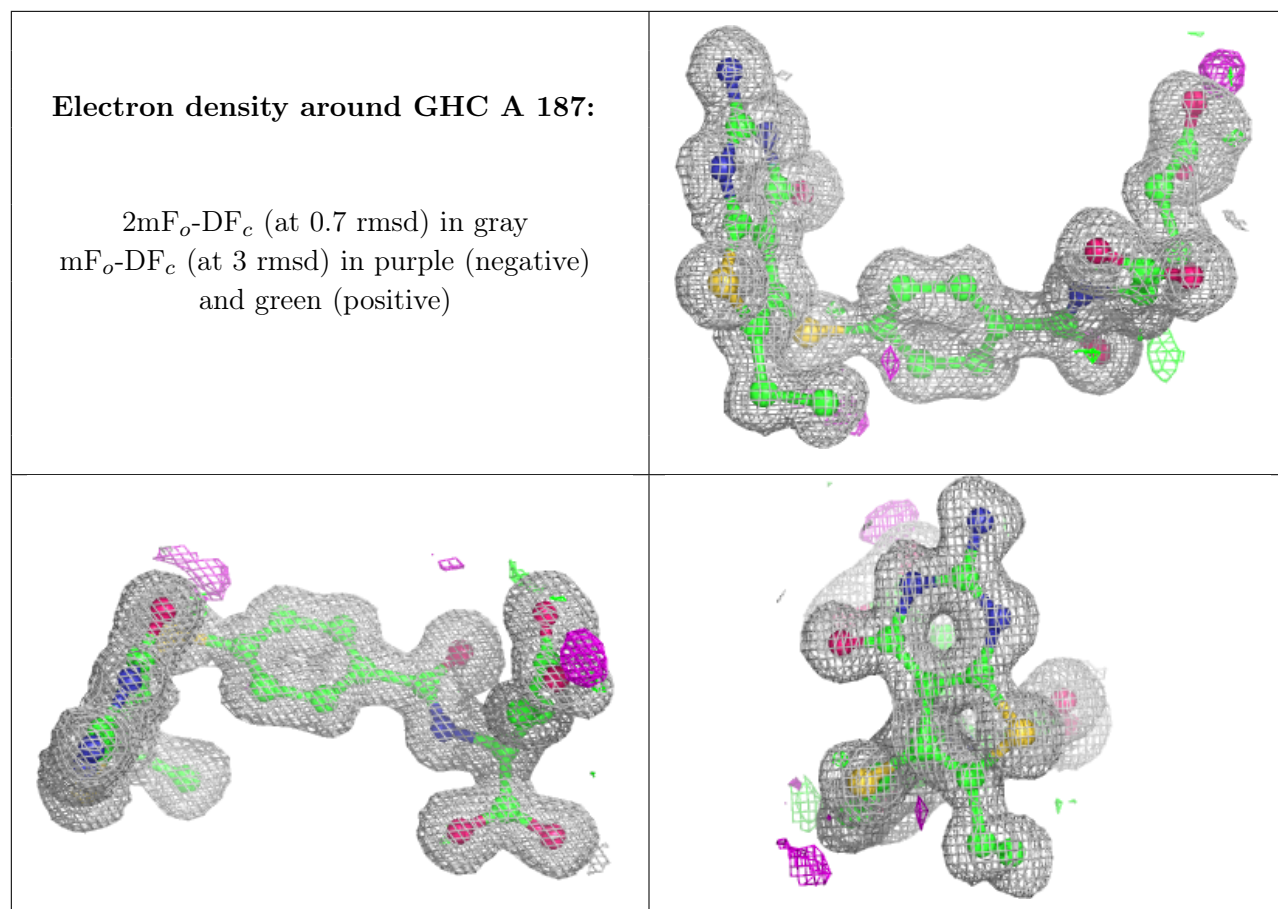 Electron density around GHC A 187:
2mFo-DFc (at 0.7 rmsd) in gray
mFo-DFc (at 3 rmsd) in purple (negative)
and green (positive)